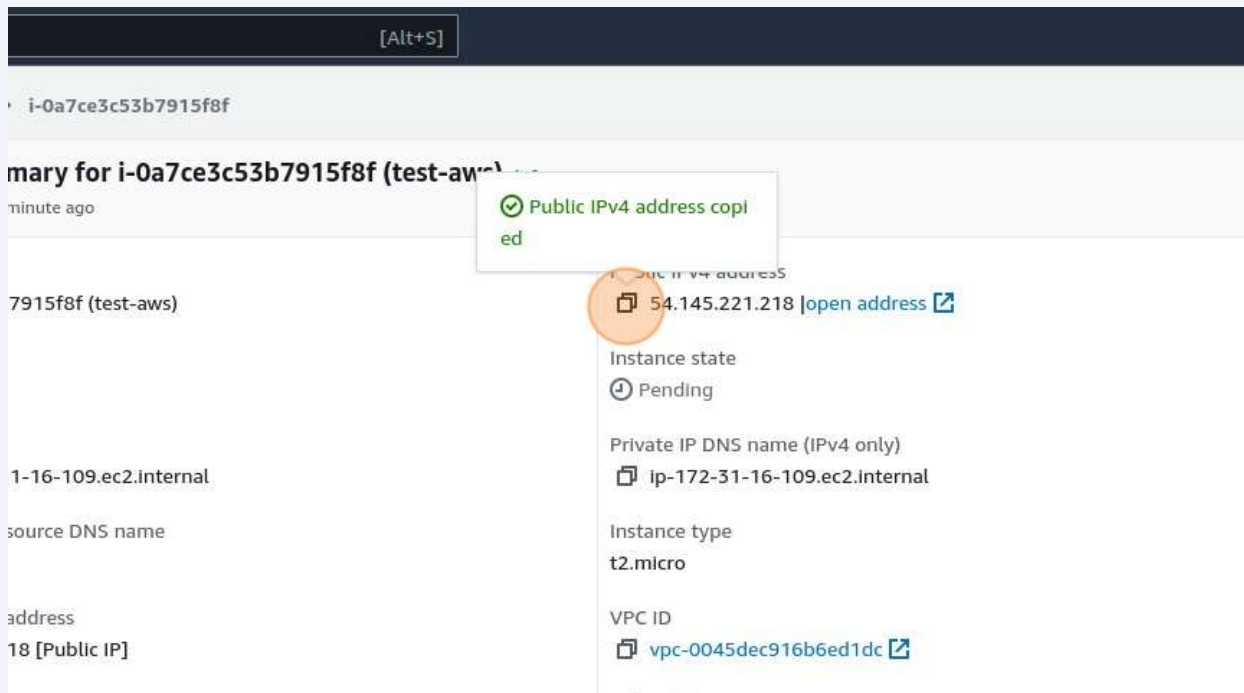 [Alt+S]
i-0a7ce3c53b7915f8f
mary for i-0a7ce3c53b7915f8f (test-aws)
minute ago
Public IPv4 address copi
ed
Public IPv4 address
7915f8f (test-aws)
54.145.221.218 |open address
Instance state
Pending
Private IP DNS name (IPv4 only)
1-16-109.ec2.internal
ip-172-31-16-109.ec2.internal
source DNS name
Instance type
t2.micro
address
VPC ID
18 [Public IP]
vpc-0045dec916b6ed1dc